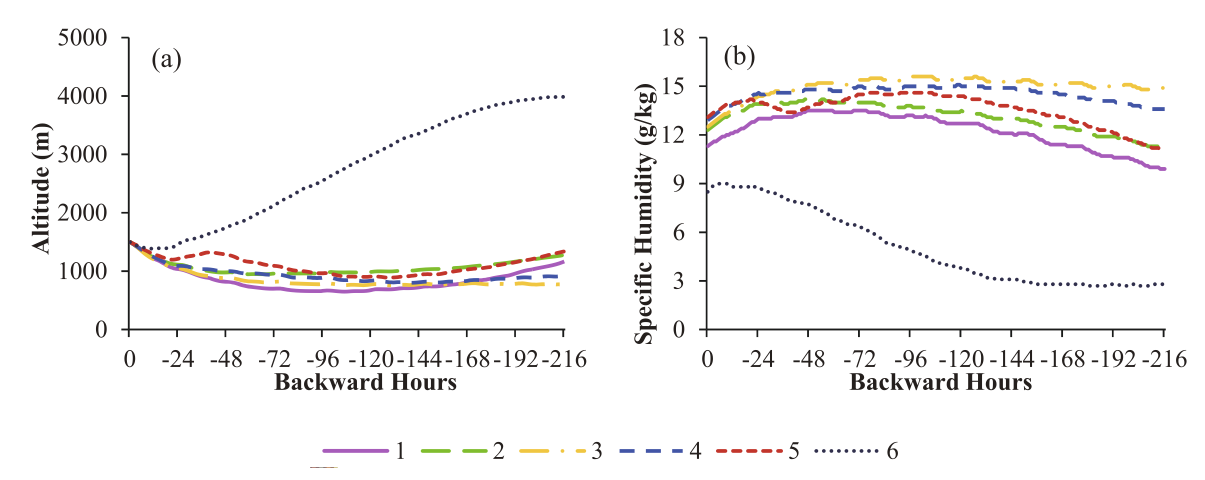 5000
4000
3000
2000
1000
0
Altitude (m)
(a)
0 -24 -48 -72 -96 -120 -144 -168 -192 -216
Backward Hours
18
15
12
9
6
3
0
Specific Humidity (g/kg)
(b)
0 -24 -48 -72 -96 -120 -144 -168 -192 -216
Backward Hours
1 2 3 4 5 6